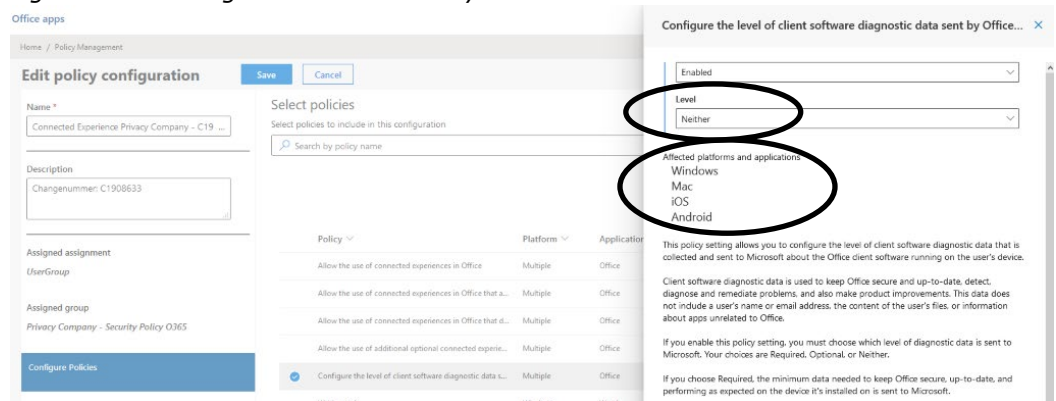 Office apps
Home / Policy Management
Edit policy configuration
Save
Cancel
Name *
Connected Experience Privacy Company - C19 ...
Description
Changenummer: C1908633
Assigned assignment
UserGroup
Assigned group
Privacy Company - Security Policy O365
Configure Policies
Select policies
Select policies to include in this configuration
Search by policy name
Policy Platform Application
Allow the use of connected experiences in Office Multiple Office
Allow the use of connected experiences in Office that a... Multiple Office
Allow the use of connected experiences in Office that d... Multiple Office
Allow the use of additional optional connected experie... Multiple Office
Configure the level of client software diagnostic data s... Multiple Office
Configure the level of client software diagnostic data sent by Office... ×
Enabled
Level
Neither
Affected platforms and applications
Windows
Mac
iOS
Android
This policy setting allows you to configure the level of client software diagnostic data that is
collected and sent to Microsoft about the Office client software running on the user's device.
Client software diagnostic data is used to keep Office secure and up-to-date, detect,
diagnose and remediate problems, and also make product improvements. This data does
not include a user's name or email address, the content of the user's files, or information
about apps unrelated to Office.
If you enable this policy setting, you must choose which level of diagnostic data is sent to
Microsoft. Your choices are Required, Optional, or Neither.
If you choose Required, the minimum data needed to keep Office secure, up-to-date, and
performing as expected on the device it's installed on is sent to Microsoft.